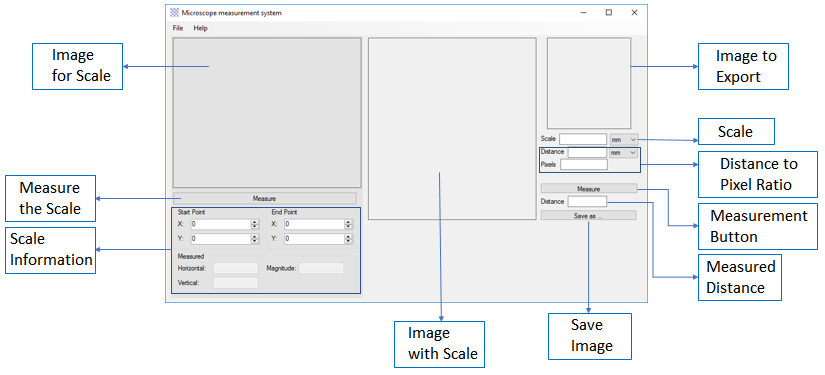 Microscope measurement system
File Help
Image
for Scale
Image to
Export
Scale
mm
Scale
Distance
mm
Pixels
Distance to
Pixel Ratio
Measure
the Scale
Measure
Measure
Start Point
End Point
Distance
X: 0
X: 0
Save as ...
Measurement
Button
Y: 0
Y: 0
Scale
Information
Measured
Horizontal:
Magnitude:
Vertical:
Measured
Distance
Image
with Scale
Save
Image